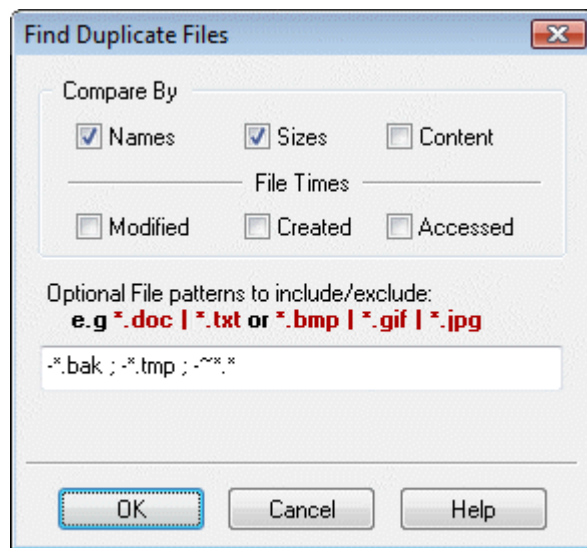 Find Duplicate Files
Compare By
Names Sizes Content
File Times
Modified Created Accessed
Optional File patterns to include/exclude:
e.g *.doc | *.txt or *.bmp | *.gif | *.jpg
-*.bak ; -*.tmp ; -~*.*
OK Cancel Help